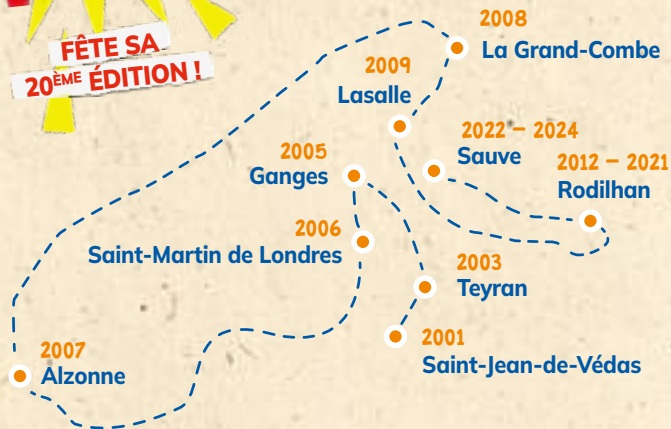 FÊTE SA
20ÈME ÉDITION !
2008
La Grand-Combe
2009
Lasalle
2022 – 2024
Sauve
2012 – 2021
Rodilhan
2005
Ganges
2006
Saint-Martin de Londres
2003
Teyran
2001
Saint-Jean-de-Védas
2007
Alzonne